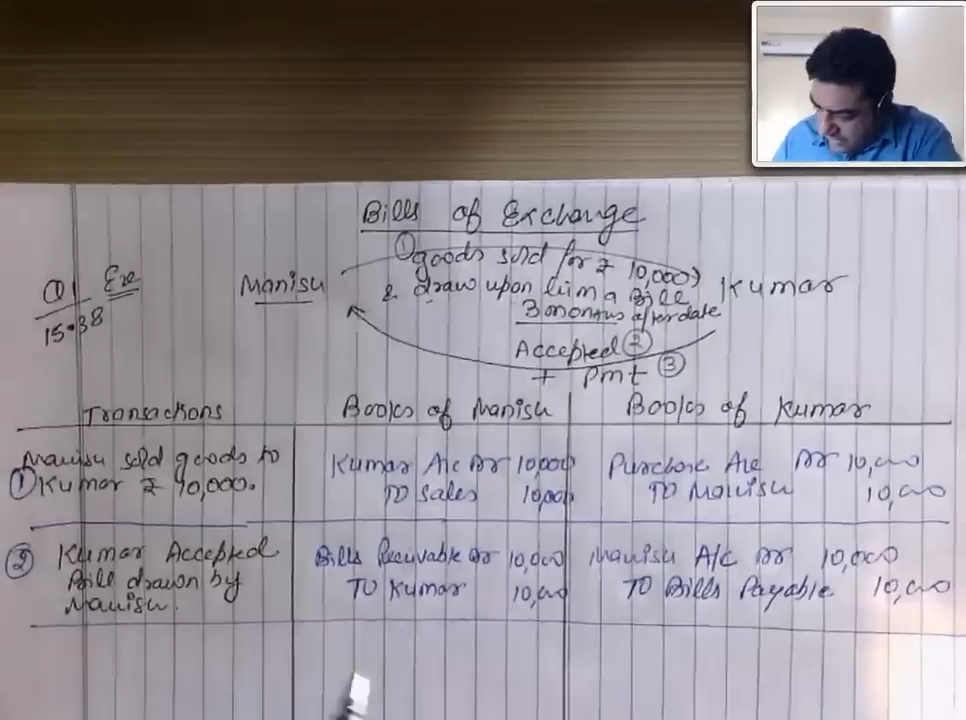 Bills of Exchange
Q1 Exe
15.38
Manish
① goods sold for ₹ 10,000
& draw upon him a Bill
3 months after date
Kumar
Accepted ②
+ Pmt ③
Transactions Books of Manish Books of Kumar
Manish sold goods to
① Kumar ₹ 10,000.
Kumar A/c Dr 10,000
To Sales 10,000
Purchase A/c Dr 10,000
To Manish 10,000
② Kumar Accepted
Bill drawn by
Manish.
Bills Receivable Dr 10,000
To Kumar 10,000
Manish A/c Dr 10,000
To Bills Payable 10,000